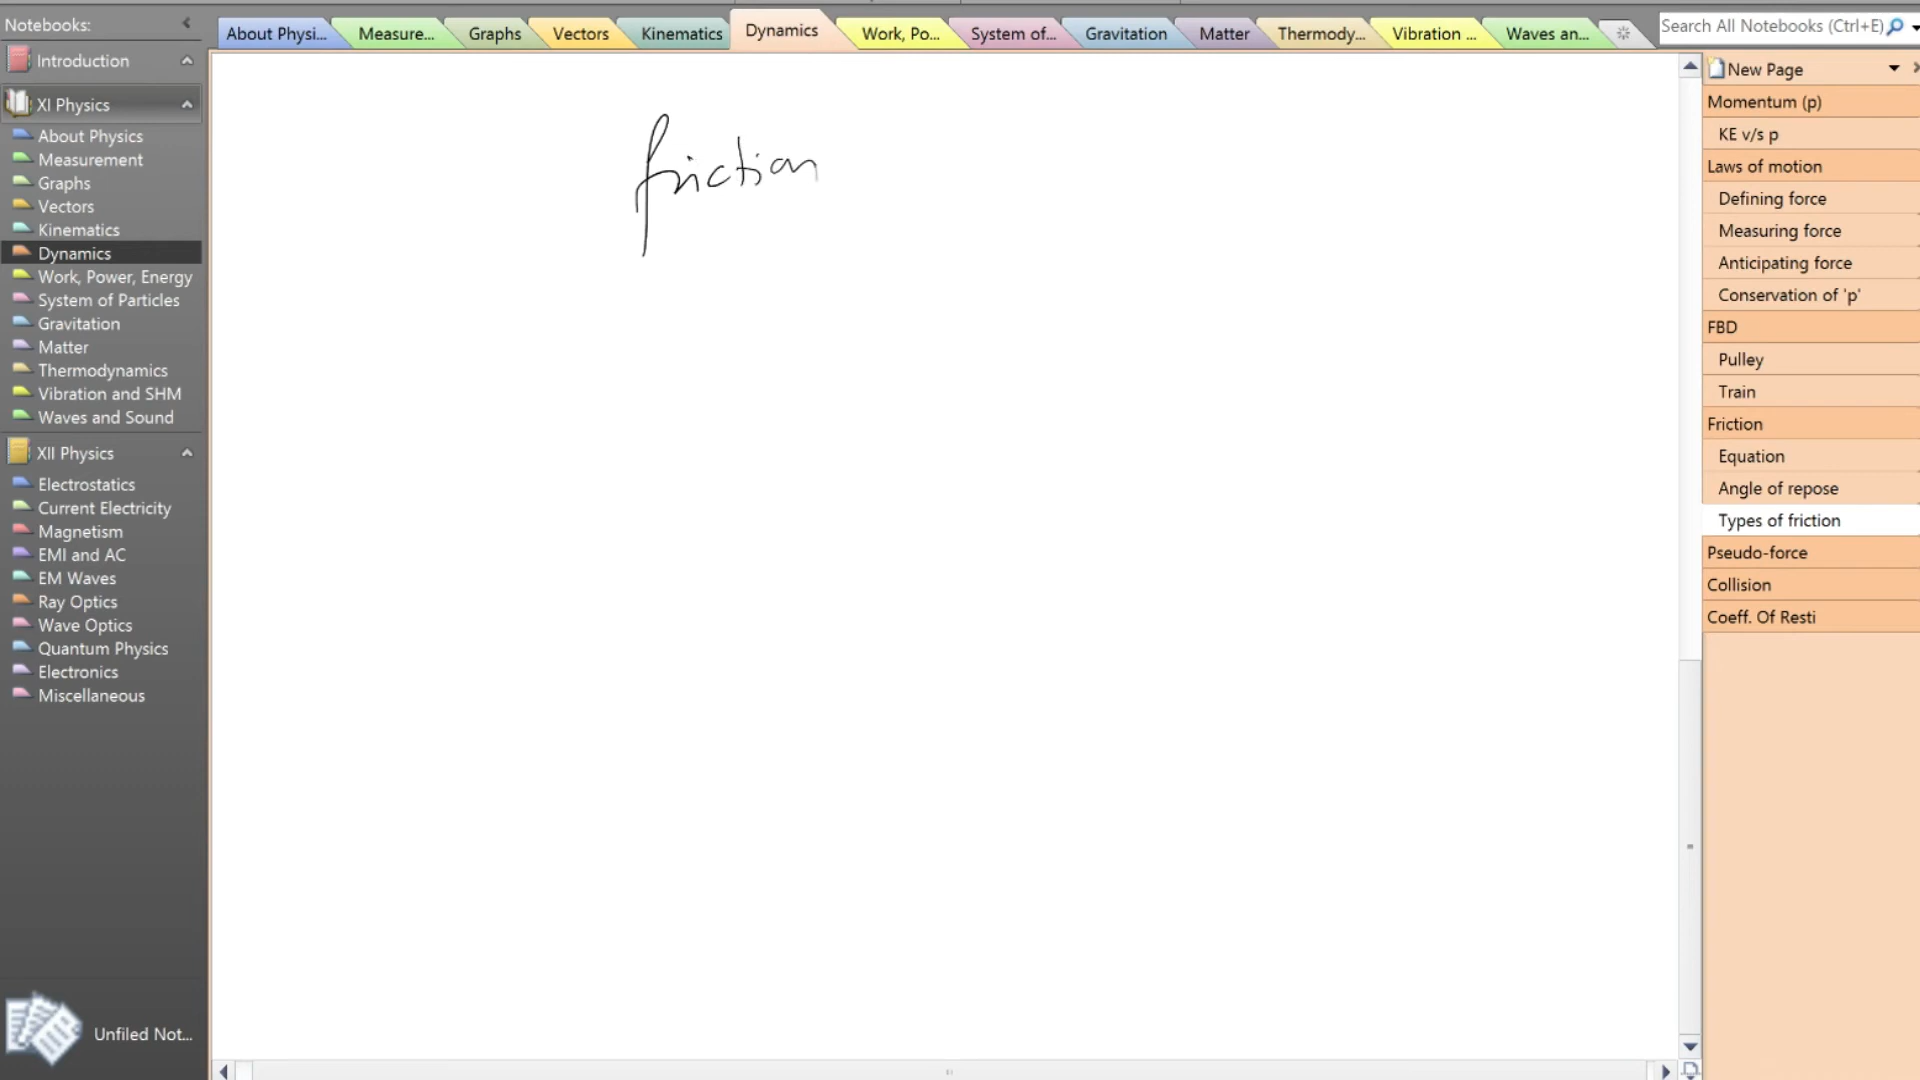 Notebooks:
Introduction
XI Physics
About Physics
Measurement
Graphs
Vectors
Kinematics
Dynamics
Work, Power, Energy
System of Particles
Gravitation
Matter
Thermodynamics
Vibration and SHM
Waves and Sound
XII Physics
Electrostatics
Current Electricity
Magnetism
EMI and AC
EM Waves
Ray Optics
Wave Optics
Quantum Physics
Electronics
Miscellaneous
Unfiled Not...
About Physi... Measure... Graphs Vectors Kinematics Dynamics Work, Po... System of... Gravitation Matter Thermody... Vibration ... Waves an...
Search All Notebooks (Ctrl+E)
friction
New Page
Momentum (p)
KE v/s p
Laws of motion
Defining force
Measuring force
Anticipating force
Conservation of 'p'
FBD
Pulley
Train
Friction
Equation
Angle of repose
Types of friction
Pseudo-force
Collision
Coeff. Of Resti